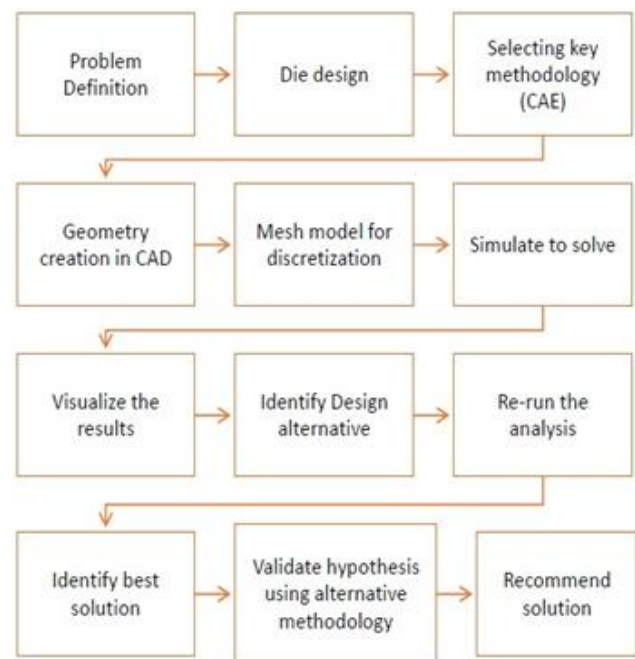 Problem
Definition
Die design
Selecting key
methodology
(CAE)
Geometry
creation in CAD
Mesh model for
discretization
Simulate to solve
Visualize the
results
Identify Design
alternative
Re-run the
analysis
Identify best
solution
Validate hypothesis
using alternative
methodology
Recommend
solution